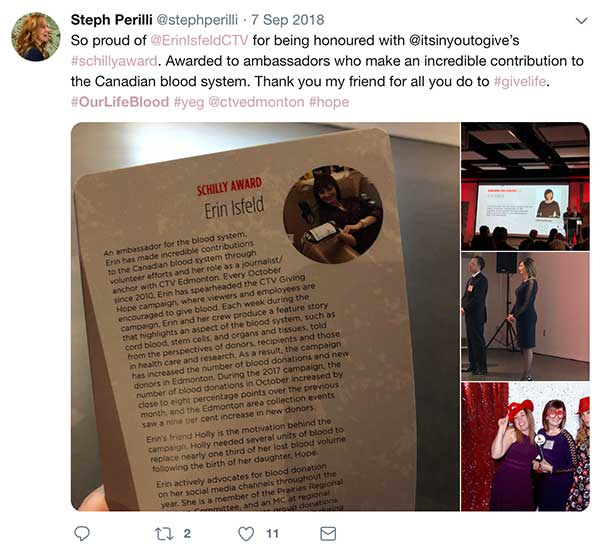 Steph Perilli @stephperilli · 7 Sep 2018
So proud of @ErinIsfeldCTV for being honoured with @itsinyoutogive's
#schillyaward. Awarded to ambassadors who make an incredible contribution to
the Canadian blood system. Thank you my friend for all you do to #givelife.
#OurLifeBlood #yeg @ctvedmonton #hope
SCHILLY AWARD
Erin Isfeld
An ambassador for the blood system,
Erin has made incredible contributions
to the Canadian blood system through
volunteer efforts and her role as a journalist/
anchor with CTV Edmonton. Every October
since 2010, Erin has spearheaded the CTV Giving
Hope campaign, where viewers and employees are
encouraged to give blood. Each week during the
campaign, Erin and her crew produce a feature story
that highlights an aspect of the blood system, such as
cord blood, stem cells, and organs and tissues, told
from the perspectives of donors, recipients and those
in health care and research. As a result, the campaign
has increased the number of blood donations and new
donors in Edmonton. During the 2017 campaign, the
number of blood donations in October increased by
close to eight percentage points over the previous
month, and the Edmonton area collection events
saw a nine per cent increase in new donors.
Erin's friend Holly is the motivation behind the
campaign. Holly needed several units of blood to
replace nearly one third of her lost blood volume
following the birth of her daughter, Hope.
Erin actively advocates for blood donation
on her social media channels throughout the
year. She is a member of the Prairies Regional
Committee, and an MC at regional
group donations
2
11